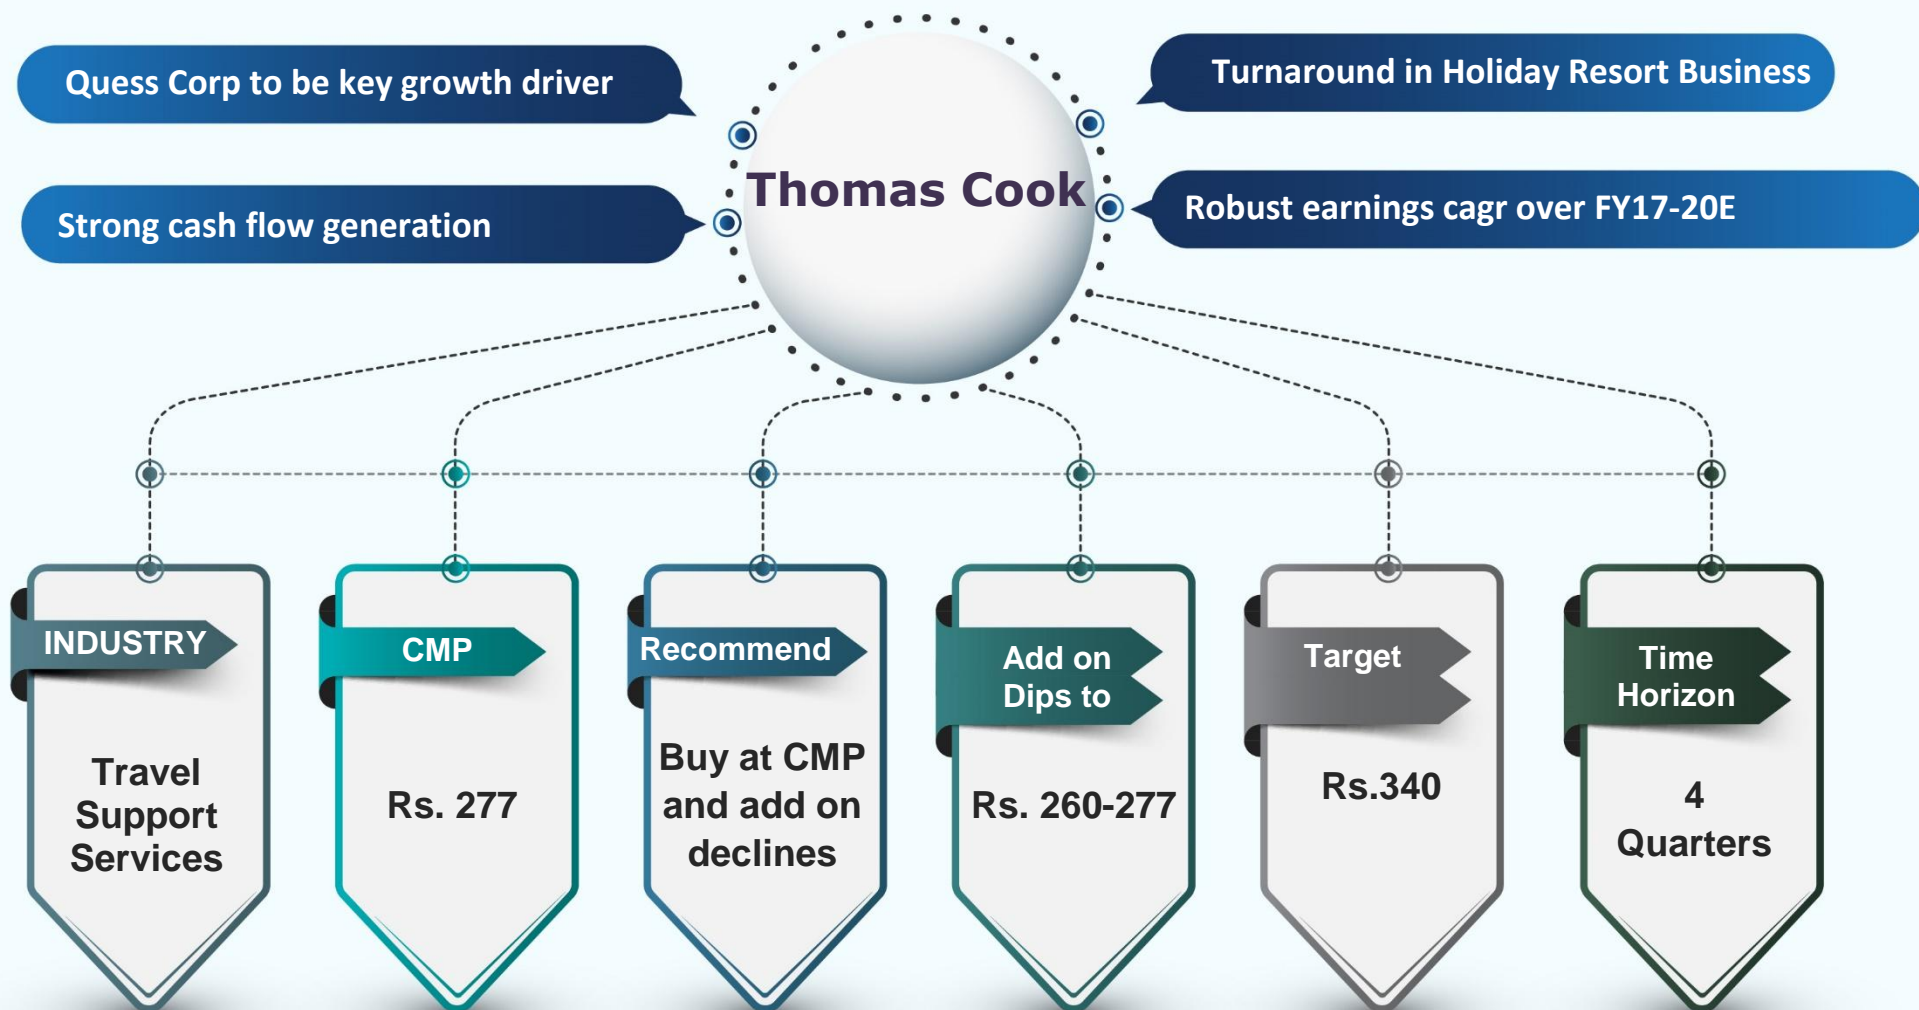 Quess Corp to be key growth driver
Turnaround in Holiday Resort Business
Thomas Cook
Strong cash flow generation
Robust earnings cagr over FY17-20E
INDUSTRY
Travel
Support
Services
CMP
Rs. 277
Recommend
Buy at CMP
and add on
declines
Add on
Dips to
Rs. 260-277
Target
Rs.340
Time
Horizon
4
Quarters